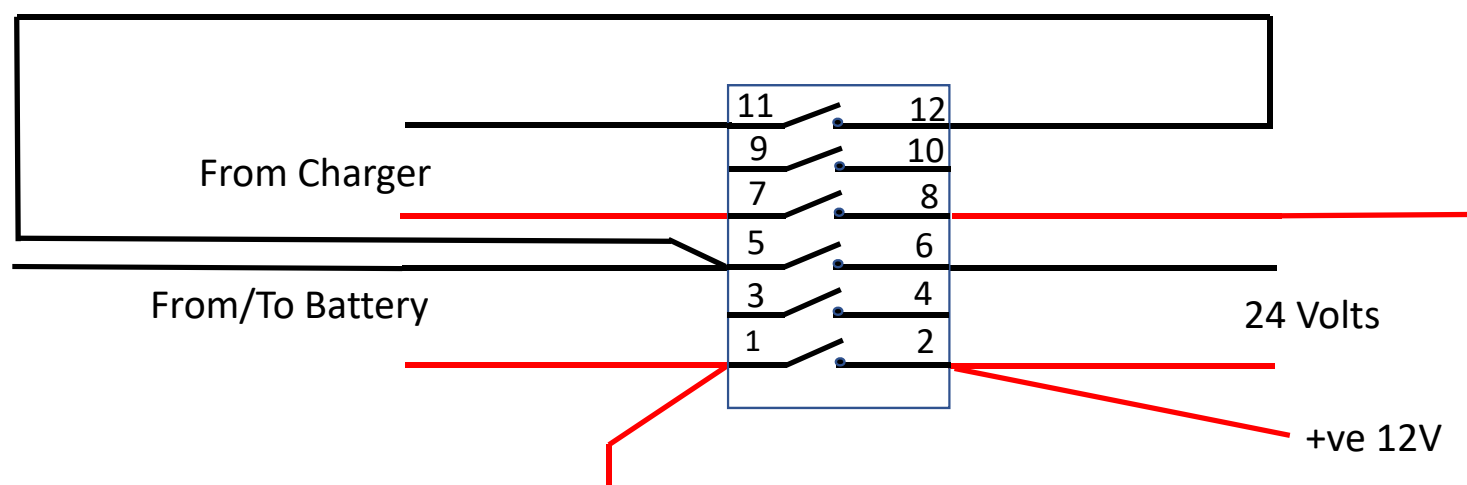 11 12
9 10
From Charger
7 8
5 6
From/To Battery
3 4
24 Volts
1 2
+ve 12V